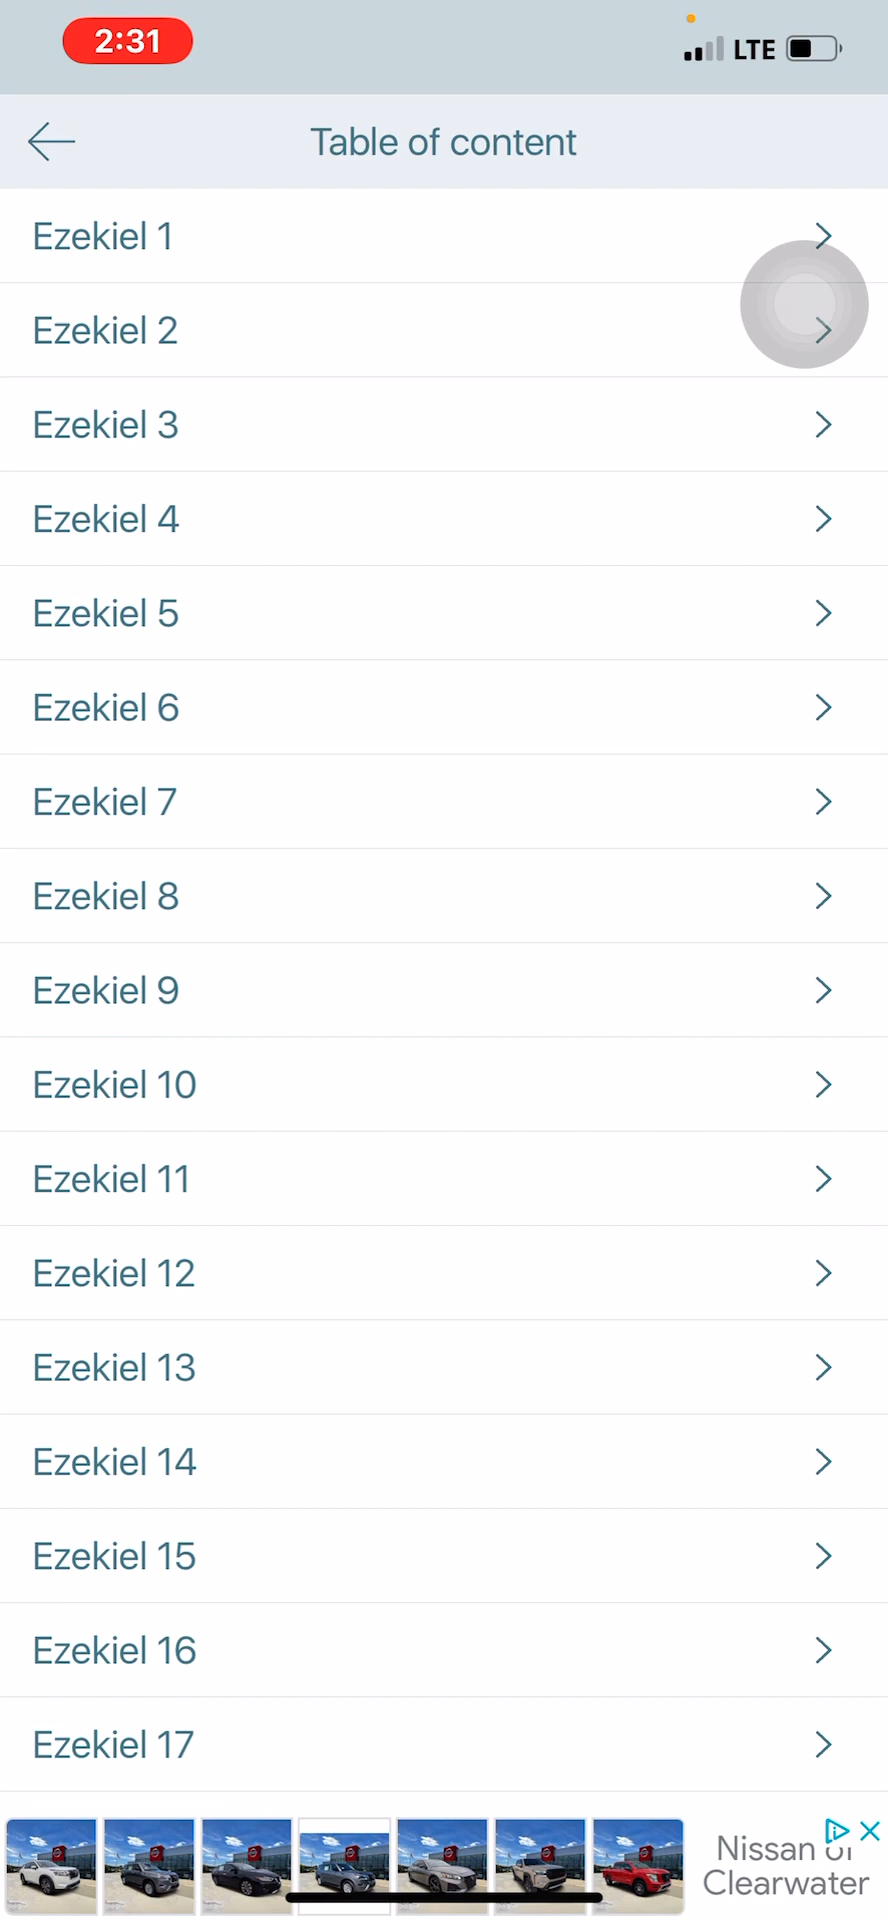 2:31
LTE
Table of content
Ezekiel 1
Ezekiel 2
Ezekiel 3
Ezekiel 4
Ezekiel 5
Ezekiel 6
Ezekiel 7
Ezekiel 8
Ezekiel 9
Ezekiel 10
Ezekiel 11
Ezekiel 12
Ezekiel 13
Ezekiel 14
Ezekiel 15
Ezekiel 16
Ezekiel 17
Nissan of
Clearwater